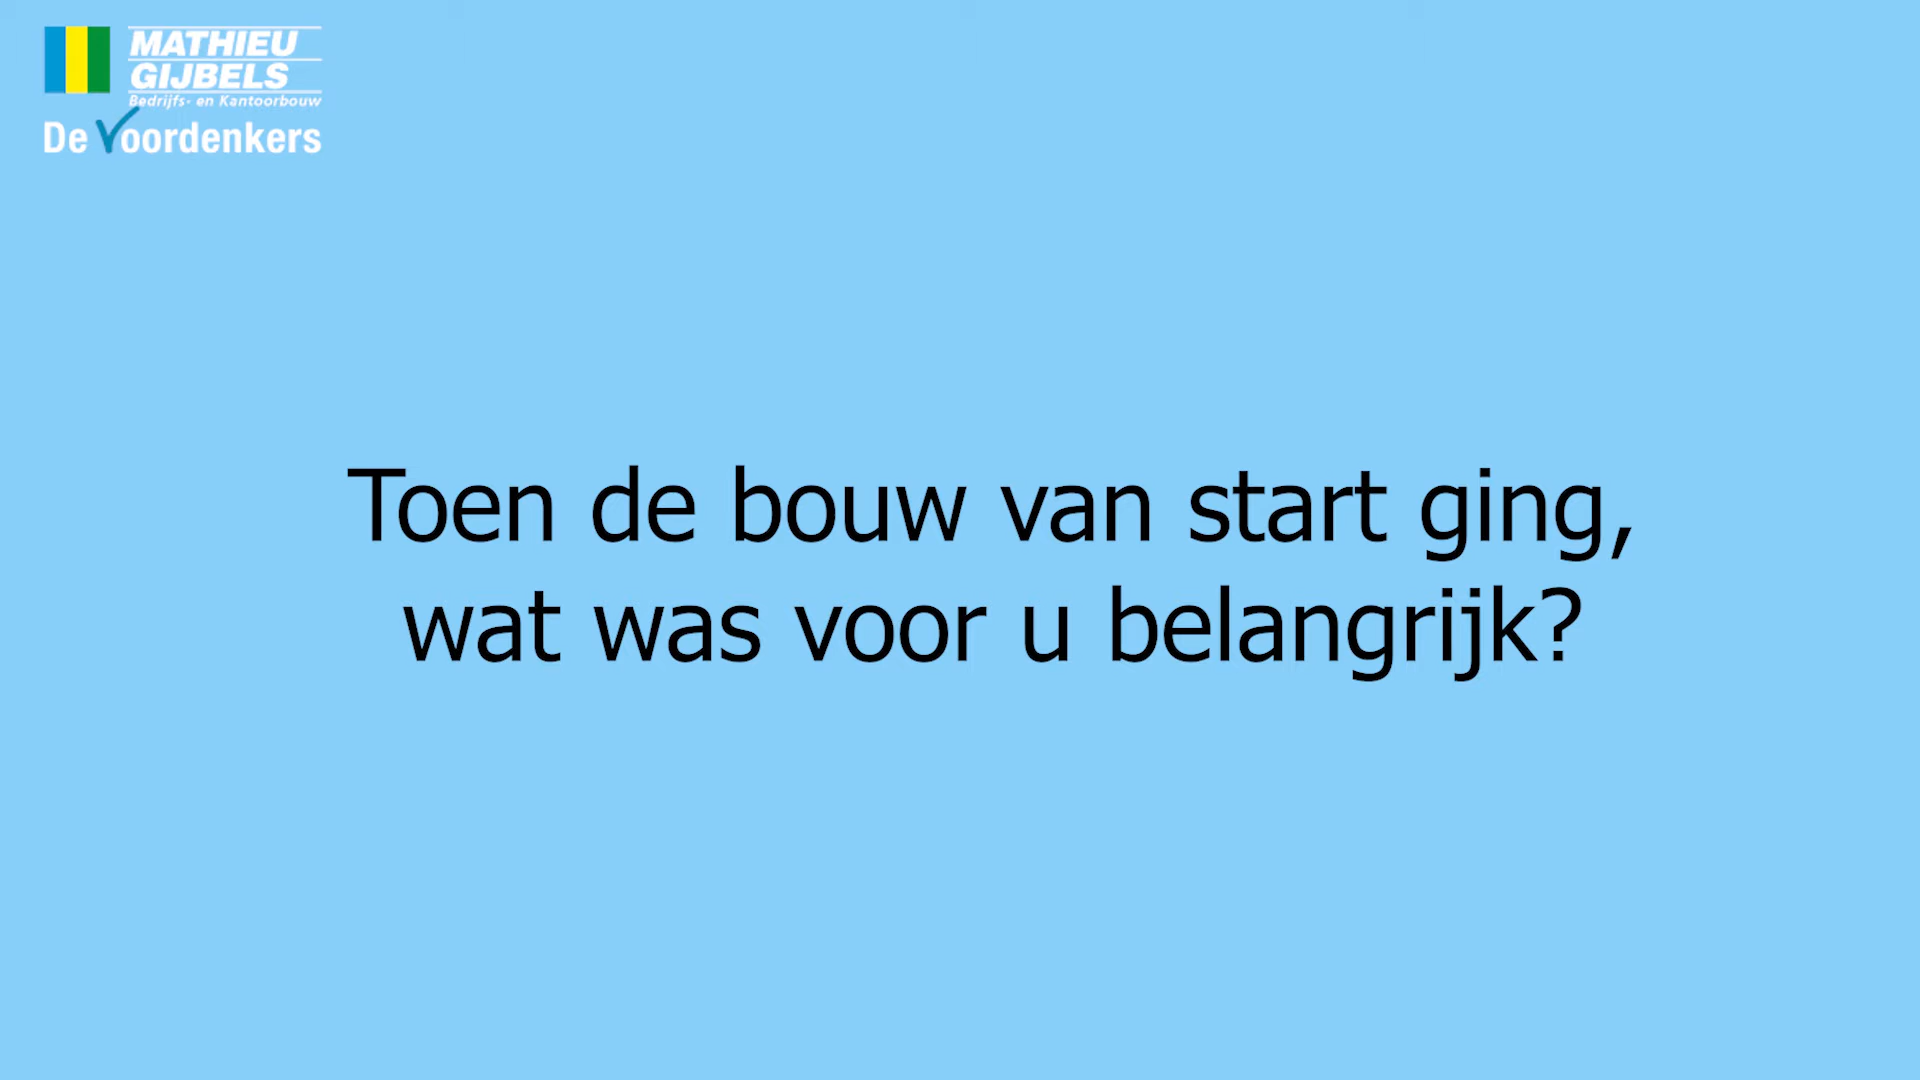 MATHIEU
GIJBELS
Bedrijfs- en Kantoorbouw
De Voordenkers
Toen de bouw van start ging,
wat was voor u belangrijk?